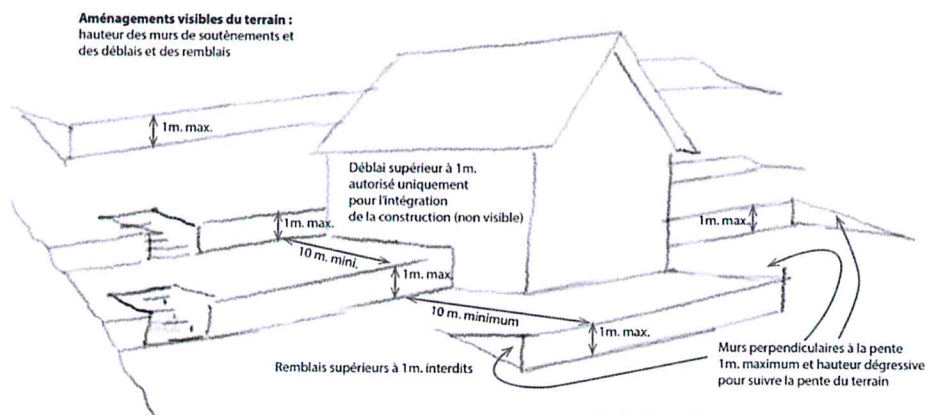 Aménagements visibles du terrain :
hauteur des murs de soutènements et
des déblais et des remblais
1m. max.
Déblai supérieur à 1m.
autorisé uniquement
pour l'intégration
de la construction (non visible)
1m. max.
1m. max.
10 m. mini.
1m. max.
10 m. minimum
1m. max.
Remblais supérieurs à 1m. interdits
Murs perpendiculaires à la pente
1m. maximum et hauteur dégressive
pour suivre la pente du terrain